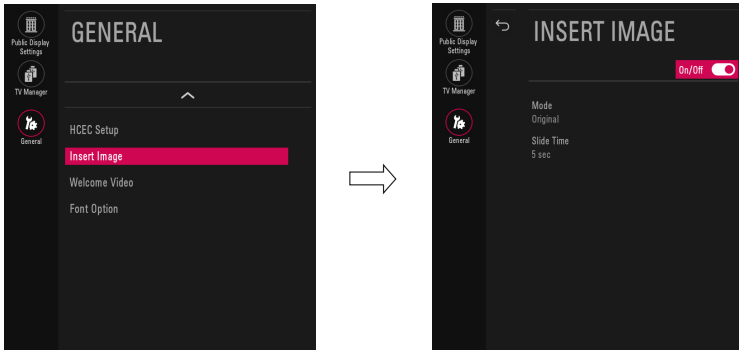 Public Display
Settings
TV Manager
General
GENERAL
HCEC Setup
Insert Image
Welcome Video
Font Option
Public Display
Settings
TV Manager
General
INSERT IMAGE
On/Off
Mode
Original
Slide Time
5 sec